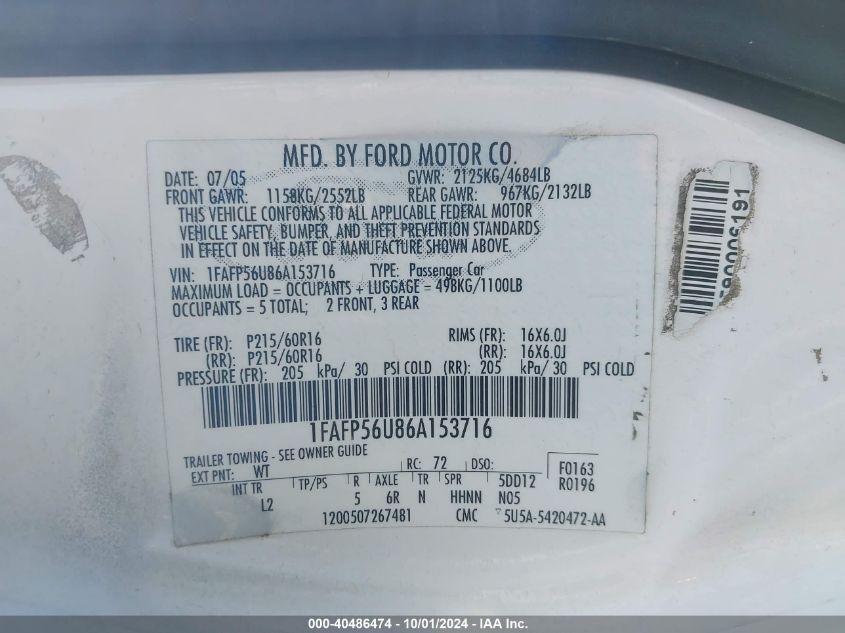 MFD. BY FORD MOTOR CO.
DATE: 07/05 GVWR: 2125KG/4684LB
FRONT GAWR: 1158KG/2552LB REAR GAWR: 967KG/2132LB
THIS VEHICLE CONFORMS TO ALL APPLICABLE FEDERAL MOTOR
VEHICLE SAFETY, BUMPER, AND THEFT PREVENTION STANDARDS
IN EFFECT ON THE DATE OF MANUFACTURE SHOWN ABOVE.
VIN: 1FAFP56U86A153716 TYPE: Passenger Car
MAXIMUM LOAD = OCCUPANTS + LUGGAGE = 498KG/1100LB
OCCUPANTS = 5 TOTAL; 2 FRONT, 3 REAR
TIRE (FR): P215/60R16 RIMS (FR): 16X6.0J
(RR): P215/60R16 (RR): 16X6.0J
PRESSURE (FR): 205 kPa/ 30 PSI COLD (RR): 205 kPa/ 30 PSI COLD
1FAFP56U86A153716
TRAILER TOWING - SEE OWNER GUIDE
EXT PNT: WT RC: 72 DSO: F0163
INT TR TP/PS R AXLE TR SPR 5DD12 R0196
L2 5 6R N HHNN N05
1200507267481 CMC 5U5A-5420472-AA
000-40486474 - 10/01/2024 - IAA Inc.